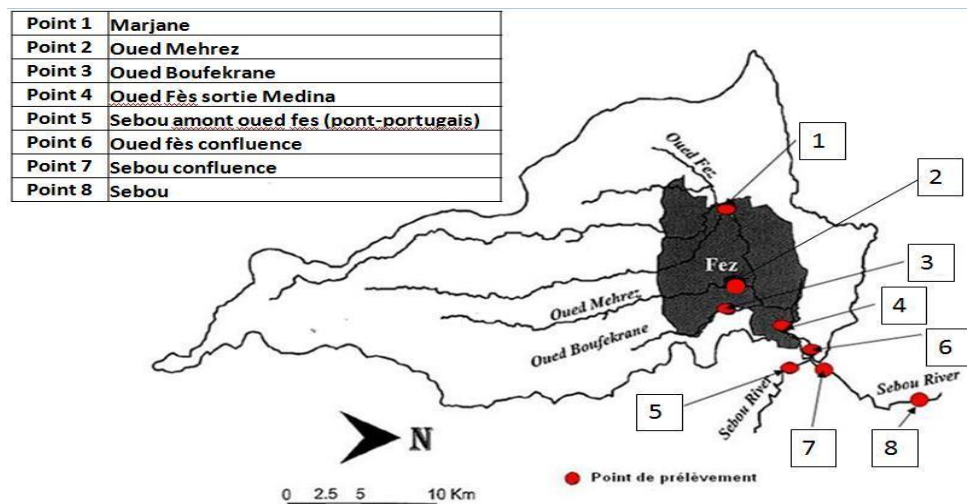 Point 1 Marjane
Point 2 Oued Mehrez
Point 3 Oued Boufekrane
Point 4 Oued Fès sortie Medina
Point 5 Sebou amont oued fes (pont-portugais)
Point 6 Oued fès confluence
Point 7 Sebou confluence
Point 8 Sebou
Oued Fez
1
2
Fez
3
Oued Mehrez
4
Oued Boufekrane
6
5
Sebou River
Sebou River
7
8
N
Point de prélèvement
0 2.5 5 10 Km